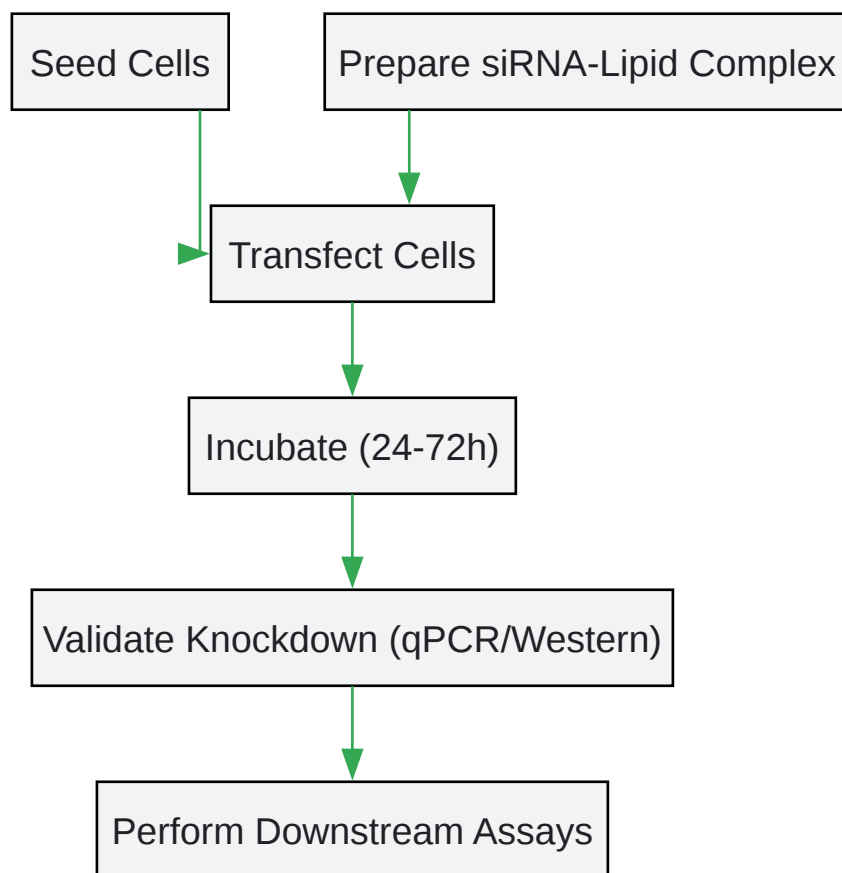 Seed Cells
Prepare siRNA-Lipid Complex
Transfect Cells
Incubate (24-72h)
Validate Knockdown (qPCR/Western)
Perform Downstream Assays